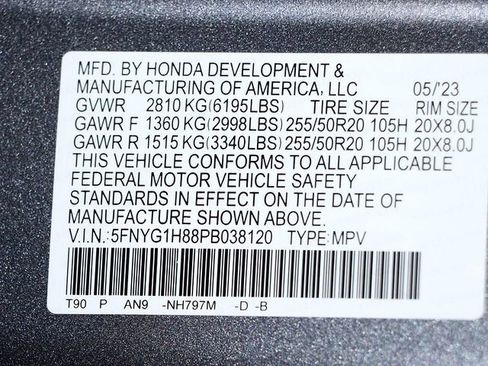 MFD. BY HONDA DEVELOPMENT &
MANUFACTURING OF AMERICA, LLC 05/'23
GVWR 2810 KG(6195LBS) TIRE SIZE RIM SIZE
GAWR F 1360 KG(2998LBS) 255/50R20 105H 20X8.0J
GAWR R 1515 KG(3340LBS) 255/50R20 105H 20X8.0J
THIS VEHICLE CONFORMS TO ALL APPLICABLE
FEDERAL MOTOR VEHICLE SAFETY
STANDARDS IN EFFECT ON THE DATE OF
MANUFACTURE SHOWN ABOVE.
V.I.N.:5FNYG1H88PB038120 TYPE:MPV
T90 P AN9 -NH797M -D -B